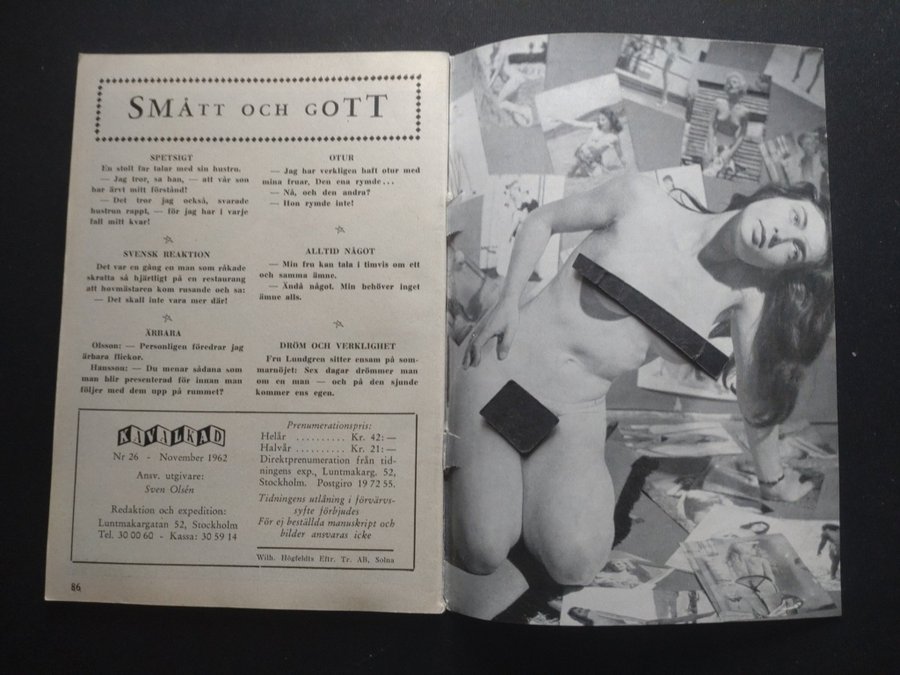 SMÅTT OCH GOTT
SPETSIGT
En stolt far talar med sin hustru.
— Jag tror, sa han, — att vår son
har ärvt mitt förstånd!
— Det tror jag också, svarade
hustrun rappt, — för jag har i varje
fall mitt kvar!
SVENSK REAKTION
Det var en gång en man som råkade
skratta så hjärtligt på en restaurang
att hovmästaren kom rusande och sa:
— Det skall inte vara mer där!
ÄRBARA
Olsson: — Personligen föredrar jag
ärbara flickor.
Hansson: — Du menar sådana som
man blir presenterad för innan man
följer med dem upp på rummet?
OTUR
— Jag har verkligen haft otur med
mina fruar. Den ena rymde...
— Nå, och den andra?
— Hon rymde inte!
ALLTID NÅGOT
— Min fru kan tala i timvis om ett
och samma ämne.
— Ändå något. Min behöver inget
ämne alls.
DRÖM OCH VERKLIGHET
Fru Lundgren sitter ensam på som-
marnöjet: Sex dagar drömmer man
om en man — och på den sjunde
kommer ens egen.
KAVALKAD
Nr 26 - November 1962
Ansv. utgivare:
Sven Olsén
Redaktion och expedition:
Luntmakargatan 52, Stockholm
Tel. 30 00 60 - Kassa: 30 59 14
Prenumerationspris:
Helår .......... Kr. 42: —
Halvår .......... Kr. 21: —
Direktprenumeration från tid-
ningens exp., Luntmakarg. 52,
Stockholm. Postgiro 19 72 55.
Tidningens utlåning i förvärvs-
syfte förbjudes
För ej beställda manuskript och
bilder ansvaras icke
Wilh. Högfeldts Eftr. Tr. AB, Solna
86